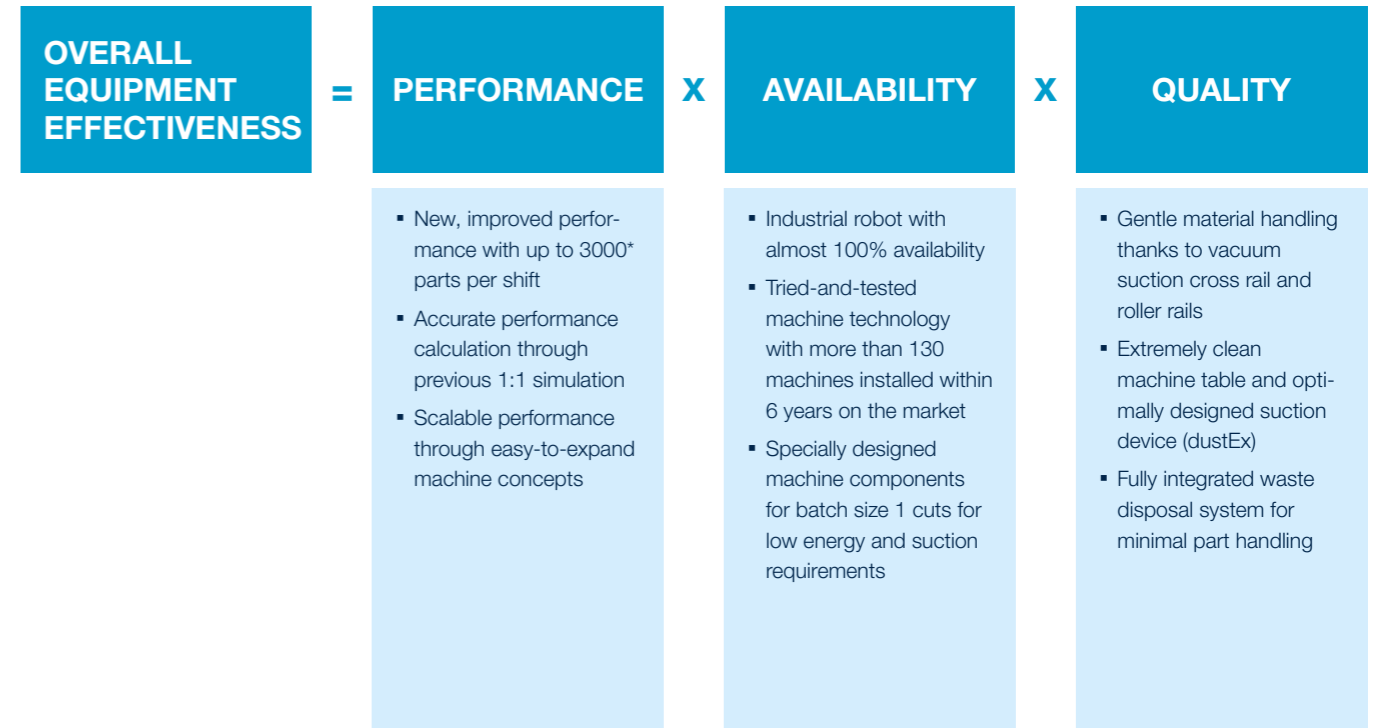 OVERALL
EQUIPMENT
EFFECTIVENESS
=
PERFORMANCE
X
AVAILABILITY
X
QUALITY
▪ New, improved perfor-
mance with up to 3000*
parts per shift
▪ Accurate performance
calculation through
previous 1:1 simulation
▪ Scalable performance
through easy-to-expand
machine concepts
▪ Industrial robot with
almost 100% availability
▪ Tried-and-tested
machine technology
with more than 130
machines installed within
6 years on the market
▪ Specially designed
machine components
for batch size 1 cuts for
low energy and suction
requirements
▪ Gentle material handling
thanks to vacuum
suction cross rail and
roller rails
▪ Extremely clean
machine table and opti-
mally designed suction
device (dustEx)
▪ Fully integrated waste
disposal system for
minimal part handling